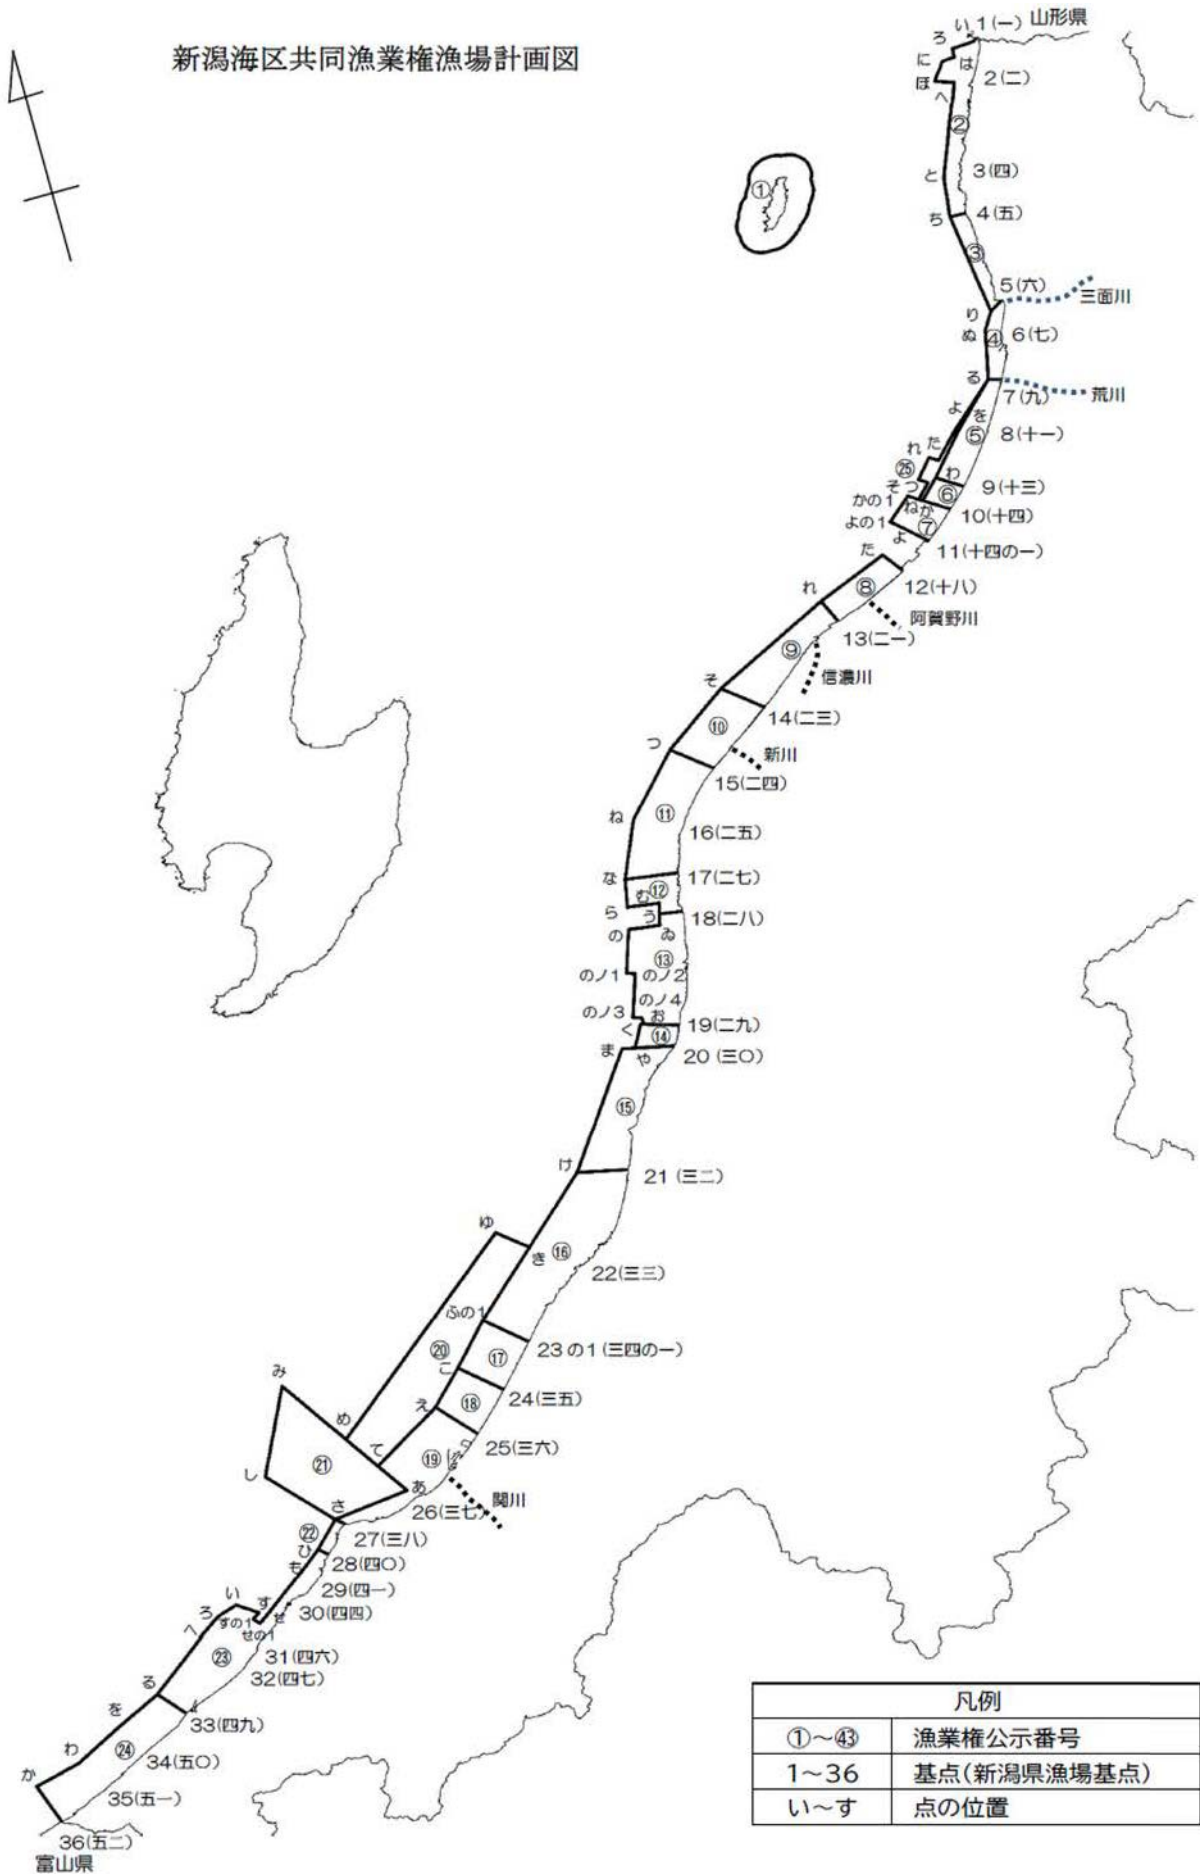 新潟海区共同漁業権漁場計画図
い 1(一) 山形県
ろ
は
に
ほ
2(二)
へ
②
と
3(四)
①
ち
4(五)
③
5(六)
三面川
り
ぬ
④
6(七)
る
7(九)
荒川
よ
を
⑤
8(十一)
た
れ
㉕
わ
そ
つ
⑥
9(十三)
かの1
ね
か
10(十四)
よの1
⑦
よ
11(十四の一)
た
⑧
12(十八)
れ
阿賀野川
13(二一)
⑨
信濃川
そ
14(二三)
⑩
つ
新川
15(二四)
ね
⑪
16(二五)
な
17(二七)
⑫
む
ら
う
18(二八)
の
ゐ
⑬
のノ1
のノ2
のノ4
のノ3
お
19(二九)
く
⑭
ま
や
20(三〇)
⑮
け
21(三二)
ゆ
き
⑯
22(三三)
ふの1
23の1(三四の一)
⑳
⑰
こ
24(三五)
み
え
⑱
め
25(三六)
て
⑲
㉑
し
あ
関川
さ
26(三七)
㉒
27(三八)
ひ
28(四〇)
も
29(四一)
い
す
せ
30(四四)
ろ
すの1
せの1
へ
31(四六)
㉓
32(四七)
る
33(四九)
を
㉔
34(五〇)
わ
か
35(五一)
36(五二)
富山県
凡例
①~㊸ 漁業権公示番号
1~36 基点(新潟県漁場基点)
い~す 点の位置